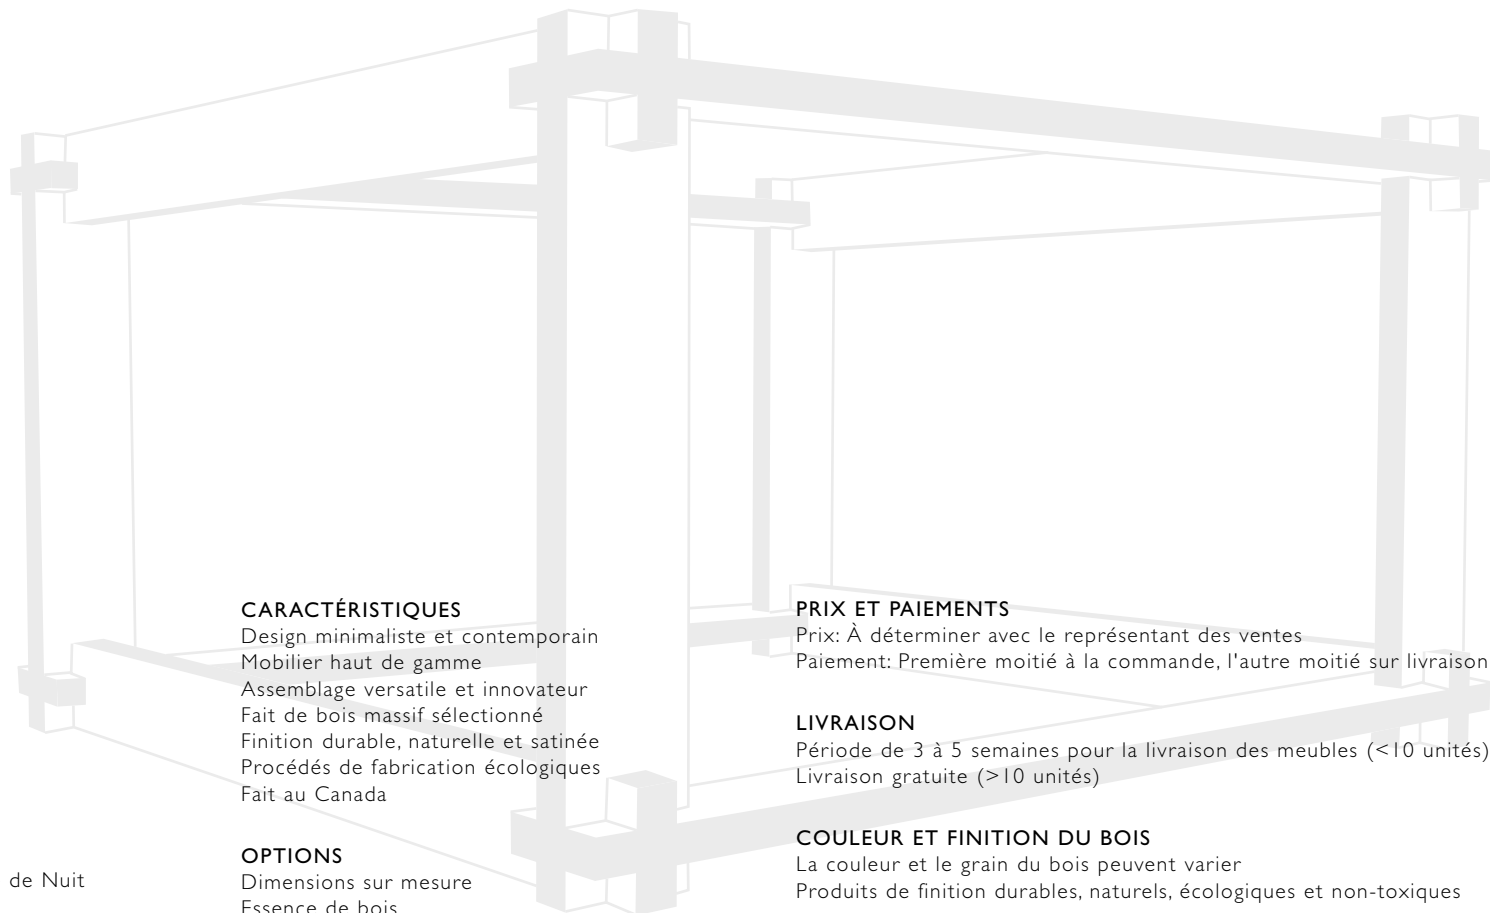 CARACTÉRISTIQUES
Design minimaliste et contemporain
Mobilier haut de gamme
Assemblage versatile et innovateur
Fait de bois massif sélectionné
Finition durable, naturelle et satinée
Procédés de fabrication écologiques
Fait au Canada
OPTIONS
Dimensions sur mesure
Essence de bois
de Nuit
PRIX ET PAIEMENTS
Prix: À déterminer avec le représentant des ventes
Paiement: Première moitié à la commande, l'autre moitié sur livraison
LIVRAISON
Période de 3 à 5 semaines pour la livraison des meubles (<10 unités)
Livraison gratuite (>10 unités)
COULEUR ET FINITION DU BOIS
La couleur et le grain du bois peuvent varier
Produits de finition durables, naturels, écologiques et non-toxiques